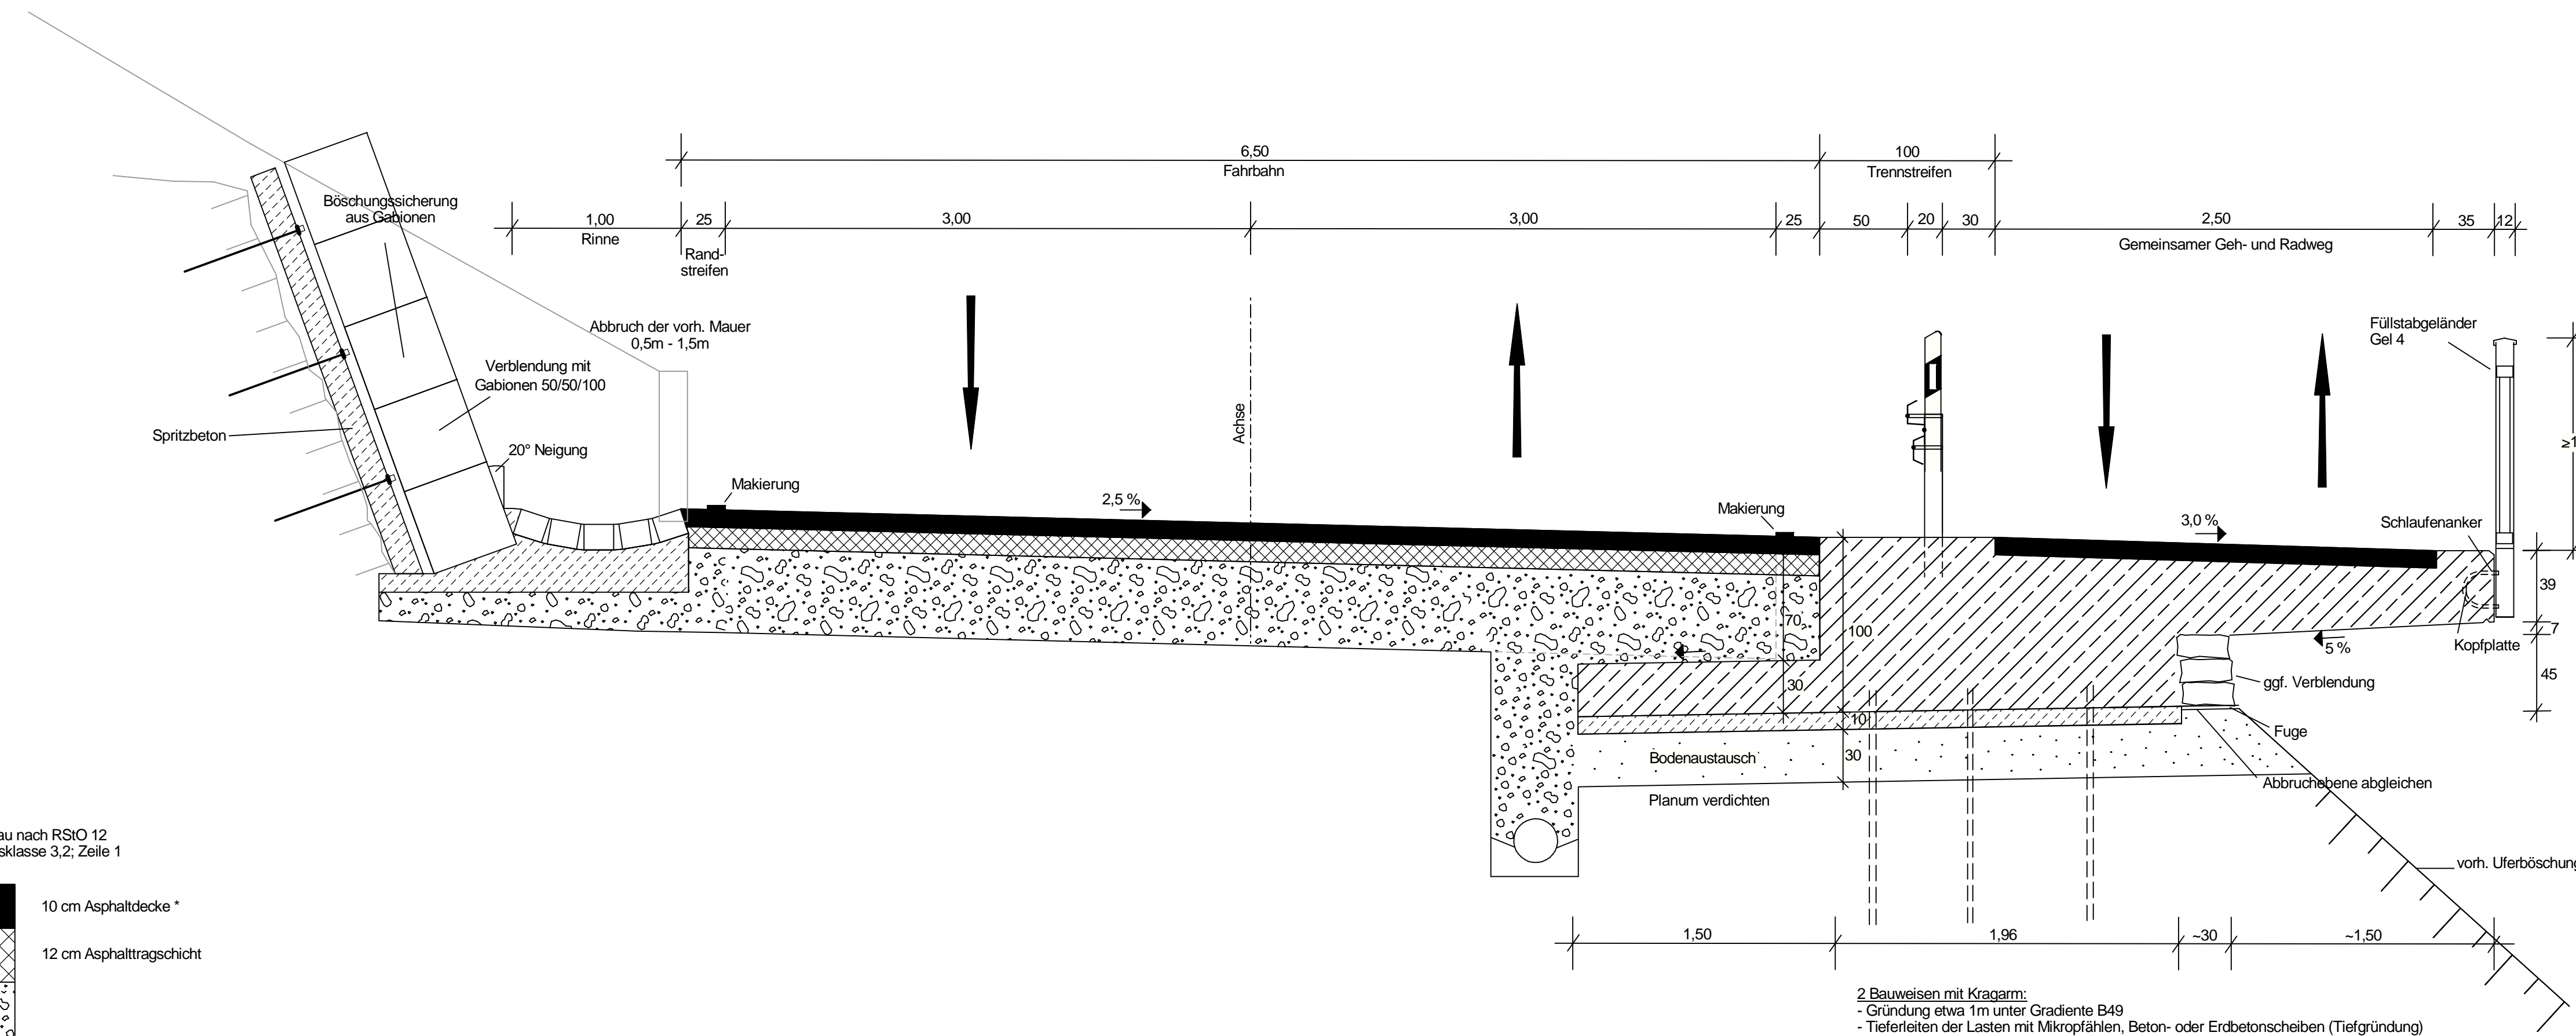 6,50
Fahrbahn
100
Trennstreifen
1,00
Rinne
25
Rand-
streifen
3,00
3,00
25
50
20
30
2,50
Gemeinsamer Geh- und Radweg
35
12
Böschungssicherung
aus Gabionen
Abbruch der vorh. Mauer
0,5m - 1,5m
Verblendung mit
Gabionen 50/50/100
Spritzbeton
20° Neigung
Achse
Füllstabgeländer
Gel 4
≥1
Makierung
2,5 %
Makierung
3,0 %
Schlaufenanker
39
7
45
Kopfplatte
5 %
70
100
30
10
30
ggf. Verblendung
Fuge
Bodenaustausch
Abbruchebene abgleichen
Planum verdichten
vorh. Uferböschung
au nach RStO 12
sklasse 3,2; Zeile 1
10 cm Asphaltdecke *
12 cm Asphalttragschicht
1,50
1,96
~30
~1,50
2 Bauweisen mit Kragarm:
- Gründung etwa 1m unter Gradiente B49
- Tieferleiten der Lasten mit Mikropfählen, Beton- oder Erdbetonscheiben (Tiefgründung)